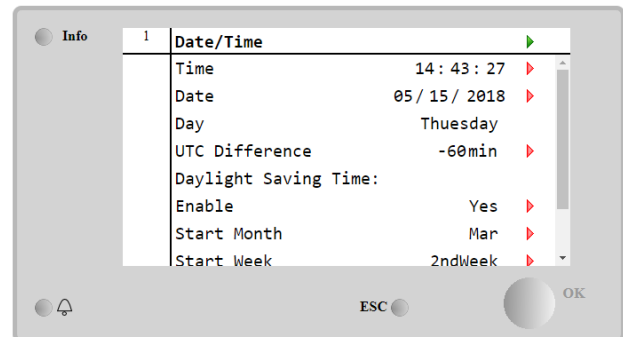 Info
1 Date/Time
Time 14:43:27
Date 05/15/2018
Day Thuesday
UTC Difference -60min
Daylight Saving Time:
Enable Yes
Start Month Mar
Start Week 2ndWeek
ESC
OK